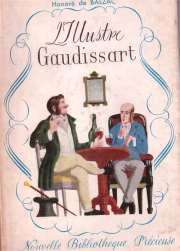 Honoré de BALZAC
L'Illustre
Gaudissart
Nouvelle Bibliothèque Précieuse